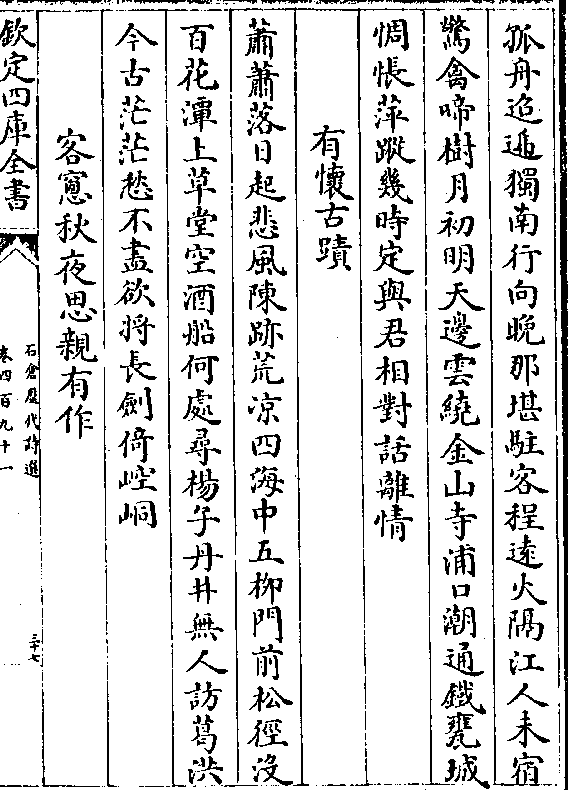 孤舟迢遞獨南行向晚那堪駐客程遠火隔江人未宿
驚禽啼樹月初明天邊雲繞金山寺浦口潮通鐵甕城
惆悵萍蹤幾時定與君相對話離情
有懷古蹟
蕭蕭落日起悲風陳跡荒凉四海中五柳門前松徑没
百花潭上草堂空酒船何處尋楊子丹井無人訪葛洪
今古茫茫愁不盡欲将長劍倚崆峒
客窻秋夜思親有作
欽定四庫全書
石倉歴代詩選
卷四百九十一
三十七